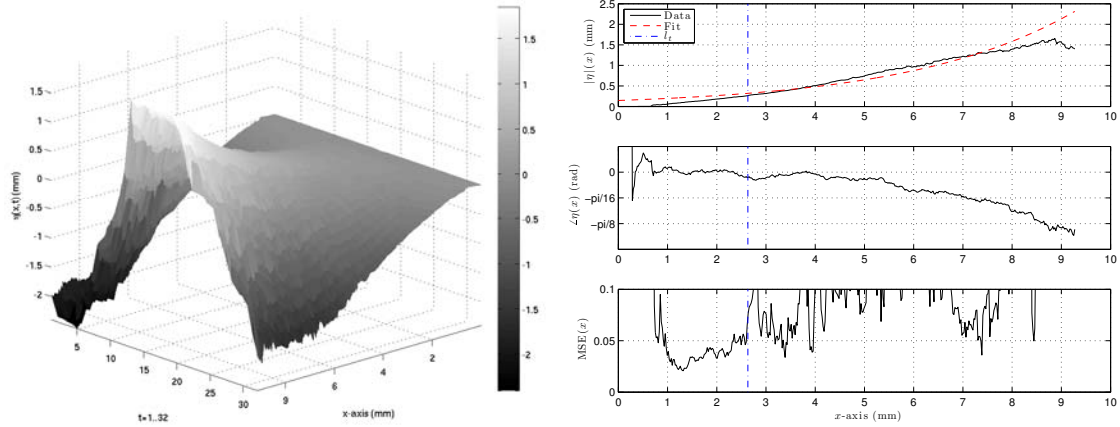 1.5
1
0.5
0
-0.5
-1
-1.5
-2
η(x,t) (mm)
5
10
15
20
25
30
t=1..32
9
6
4
2
x-axis (mm)
1.5
1
0.5
0
-0.5
-1
-1.5
-2
2.5
2
1.5
1
0.5
0
|η|(x) (mm)
Data
Fit
l_t
0 1 2 3 4 5 6 7 8 9 10
0
−pi/16
−pi/8
∠η(x) (rad)
0 1 2 3 4 5 6 7 8 9 10
0.1
0.05
0
MSE(x)
0 1 2 3 4 5 6 7 8 9 10
x-axis (mm)